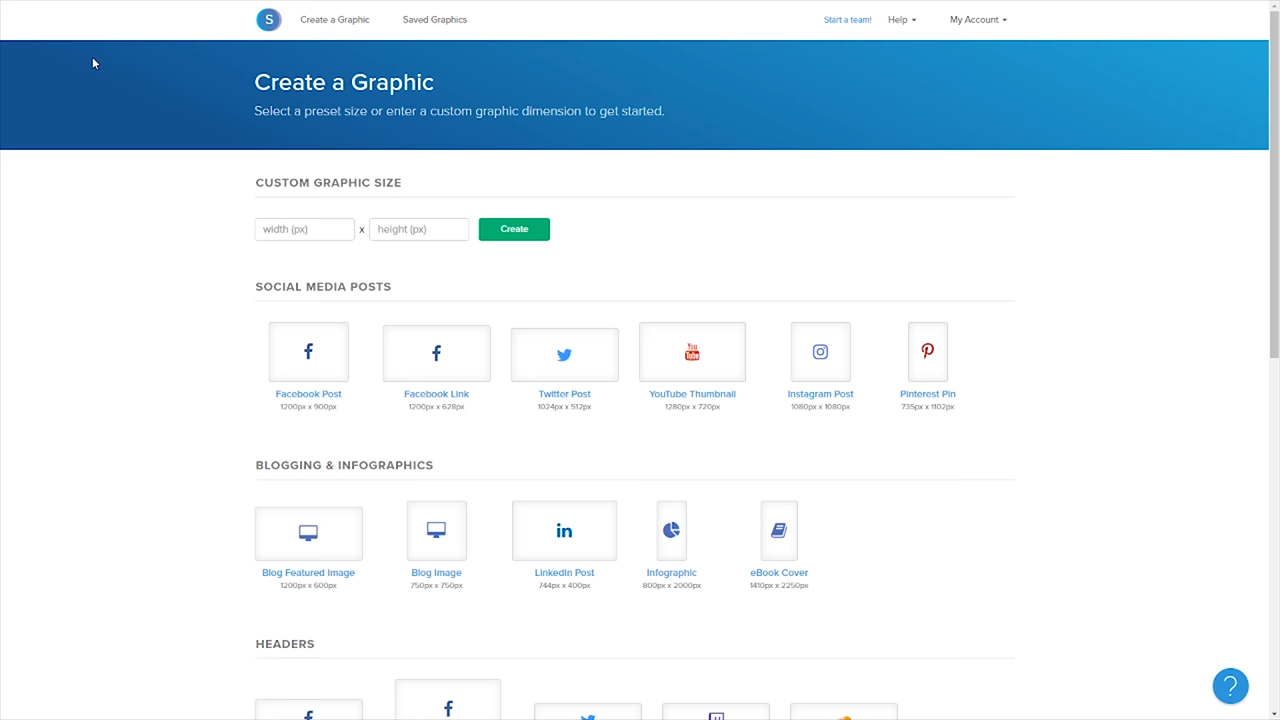 S Create a Graphic Saved Graphics Start a team! Help My Account
Create a Graphic
Select a preset size or enter a custom graphic dimension to get started.
CUSTOM GRAPHIC SIZE
width (px) x height (px) Create
SOCIAL MEDIA POSTS
You Tube
Facebook Post Facebook Link Twitter Post YouTube Thumbnail Instagram Post Pinterest Pin
1200px x 900px 1200px x 628px 1024px x 512px 1280px x 720px 1080px x 1080px 735px x 1102px
BLOGGING & INFOGRAPHICS
in
Blog Featured Image Blog Image LinkedIn Post Infographic eBook Cover
1200px x 600px 750px x 750px 744px x 400px 800px x 2000px 1410px x 2250px
HEADERS
?